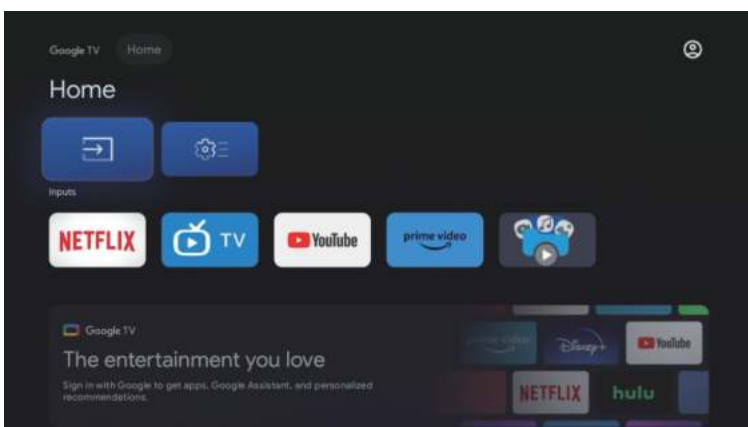 Google TV Home
Home
Inputs
NETFLIX TV YouTube prime video
Google TV
The entertainment you love
Sign in with Google to get apps, Google Assistant, and personalized
recommendations.
prime video Disney+ YouTube
NETFLIX hulu